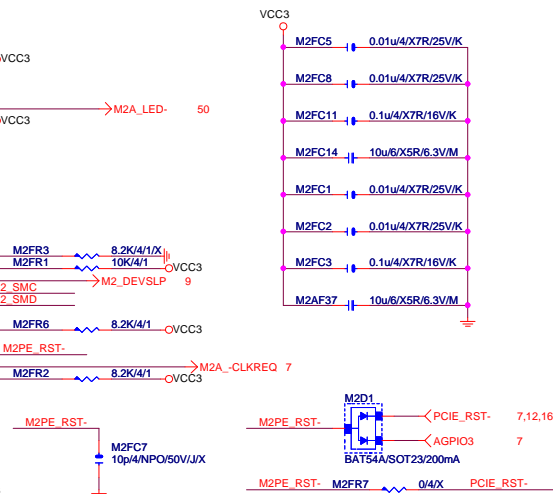 VCC3
M2FC5 0.01u/4/X7R/25V/K
VCC3
M2FC8 0.01u/4/X7R/25V/K
M2A_LED- 50
VCC3
M2FC11 0.1u/4/X7R/16V/K
M2FC14 10u/6/X5R/6.3V/M
M2FC1 0.01u/4/X7R/25V/K
M2FC2 0.01u/4/X7R/25V/K
M2FR3 8.2K/4/1/X
M2FR1 10K/4/1 VCC3
M2FC3 0.1u/4/X7R/16V/K
M2_DEVSLP 9
2_SMC
2_SMD
M2AF37 10u/6/X5R/6.3V/M
M2FR6 8.2K/4/1 VCC3
M2PE_RST-
M2A_-CLKREQ 7
M2FR2 8.2K/4/1 VCC3
M2D1
M2PE_RST- M2PE_RST- PCIE_RST- 7,12,16
AGPIO3 7
M2FC7
10p/4/NPO/50V/J/X
BAT54A/SOT23/200mA
M2PE_RST- M2FR7 0/4/X PCIE_RST-